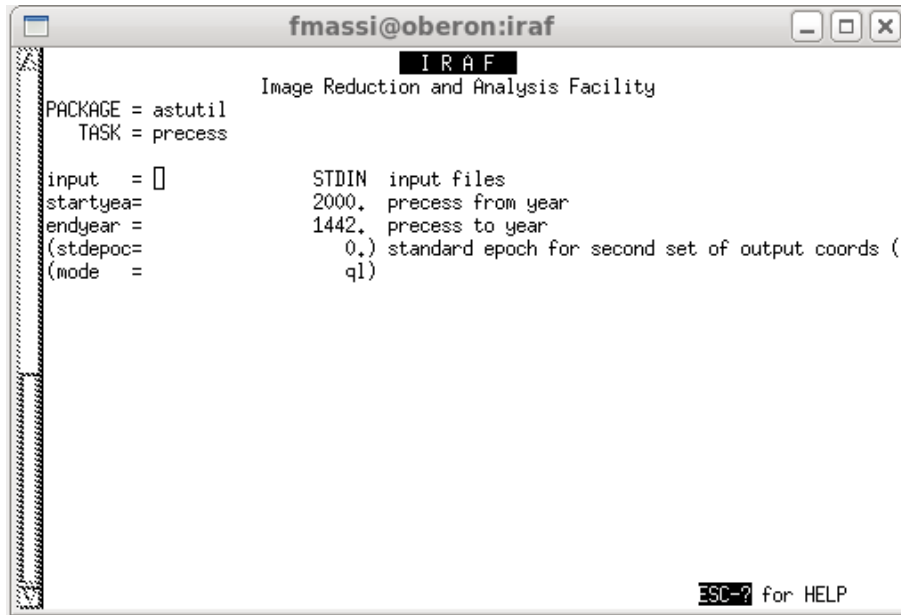 fmassi@oberon:iraf
I R A F
Image Reduction and Analysis Facility
PACKAGE = astutil
TASK = precess
input = STDIN input files
startyea= 2000. precess from year
endyear = 1442. precess to year
(stdepoc= 0.) standard epoch for second set of output coords (
(mode = ql)
ESC-? for HELP